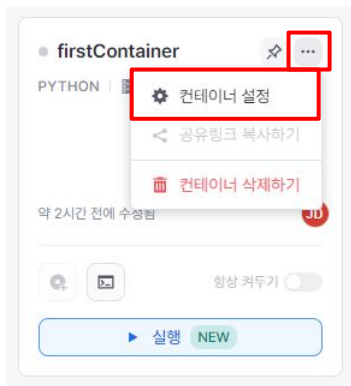 firstContainer
PYTHON
컨테이너 설정
공유링크 복사하기
컨테이너 삭제하기
약 2시간 전에 수정됨
JD
항상 켜두기
실행 NEW